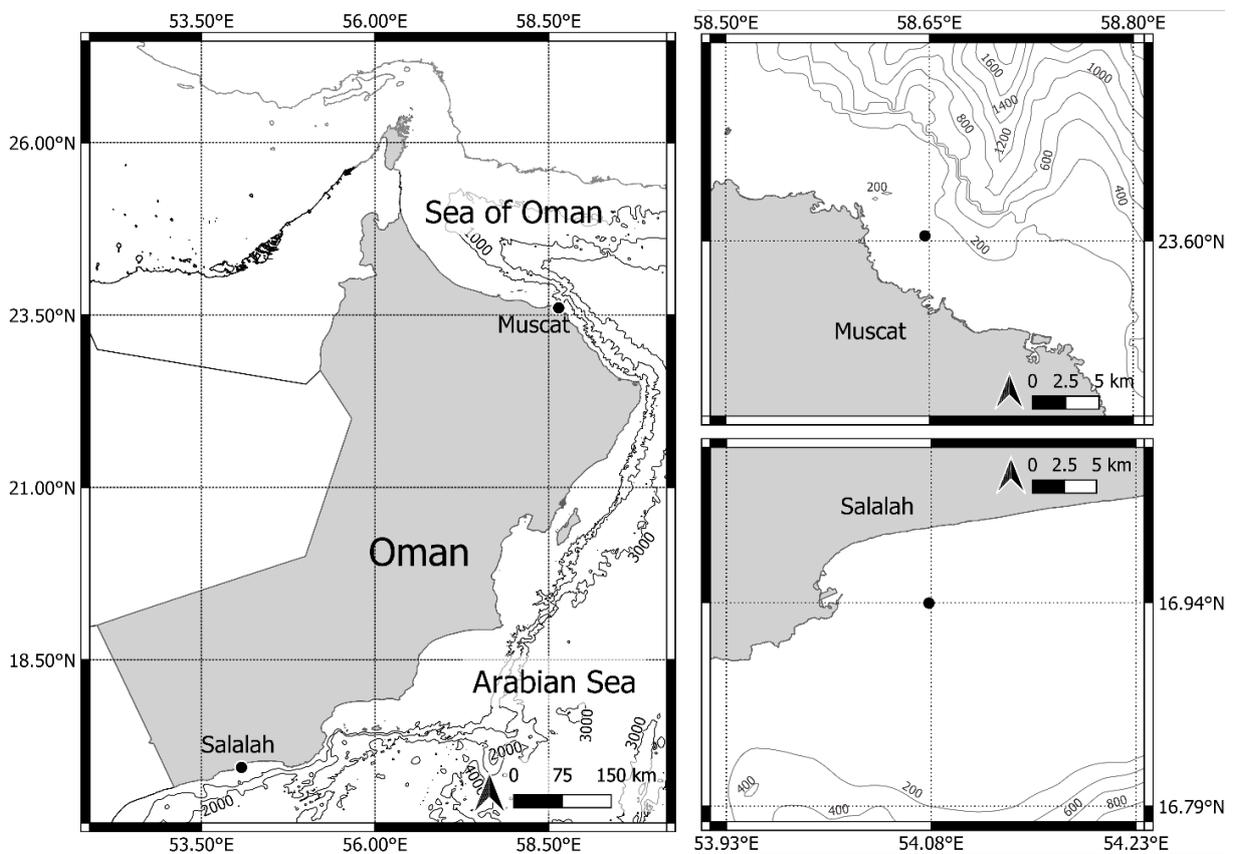 53.50°E 56.00°E 58.50°E
26.00°N
Sea of Oman
1000
23.50°N
Muscat
21.00°N
Oman
3000
18.50°N
Arabian Sea
3000
3000
Salalah
2000
400
0 75 150 km
2000
53.50°E 56.00°E 58.50°E
58.50°E 58.65°E 58.80°E
1600
1000
1400
800
1200
600
200
400
23.60°N
200
Muscat
0 2.5 5 km
0 2.5 5 km
Salalah
16.94°N
400
200
400
600
800
16.79°N
53.93°E 54.08°E 54.23°E